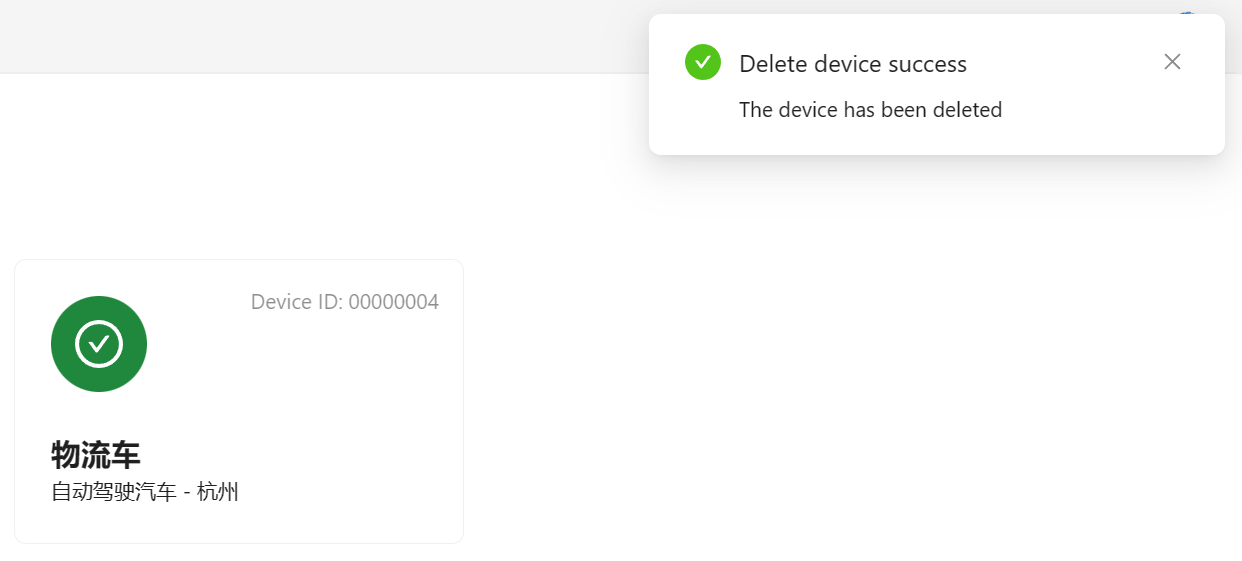 Delete device success
The device has been deleted
Device ID: 00000004
物流车
自动驾驶汽车 - 杭州